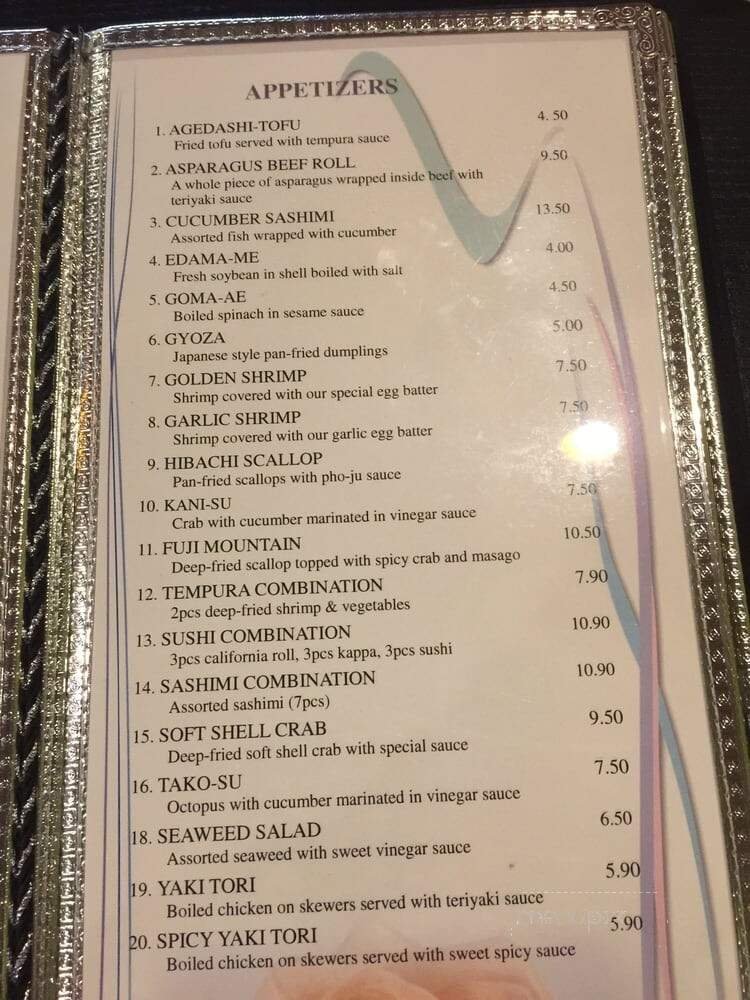 APPETIZERS
1. AGEDASHI-TOFU 4.50
Fried tofu served with tempura sauce
2. ASPARAGUS BEEF ROLL 9.50
A whole piece of asparagus wrapped inside beef with
teriyaki sauce
3. CUCUMBER SASHIMI 13.50
Assorted fish wrapped with cucumber
4. EDAMA-ME 4.00
Fresh soybean in shell boiled with salt
5. GOMA-AE 4.50
Boiled spinach in sesame sauce
6. GYOZA 5.00
Japanese style pan-fried dumplings
7. GOLDEN SHRIMP 7.50
Shrimp covered with our special egg batter
8. GARLIC SHRIMP 7.50
Shrimp covered with our garlic egg batter
9. HIBACHI SCALLOP
Pan-fried scallops with pho-ju sauce
10. KANI-SU 7.50
Crab with cucumber marinated in vinegar sauce
11. FUJI MOUNTAIN 10.50
Deep-fried scallop topped with spicy crab and masago
12. TEMPURA COMBINATION 7.90
2pcs deep-fried shrimp & vegetables
13. SUSHI COMBINATION 10.90
3pcs california roll, 3pcs kappa, 3pcs sushi
14. SASHIMI COMBINATION 10.90
Assorted sashimi (7pcs)
15. SOFT SHELL CRAB 9.50
Deep-fried soft shell crab with special sauce
16. TAKO-SU 7.50
Octopus with cucumber marinated in vinegar sauce
18. SEAWEED SALAD 6.50
Assorted seaweed with sweet vinegar sauce
19. YAKI TORI 5.90
Boiled chicken on skewers served with teriyaki sauce
20. SPICY YAKI TORI 5.90
Boiled chicken on skewers served with sweet spicy sauce